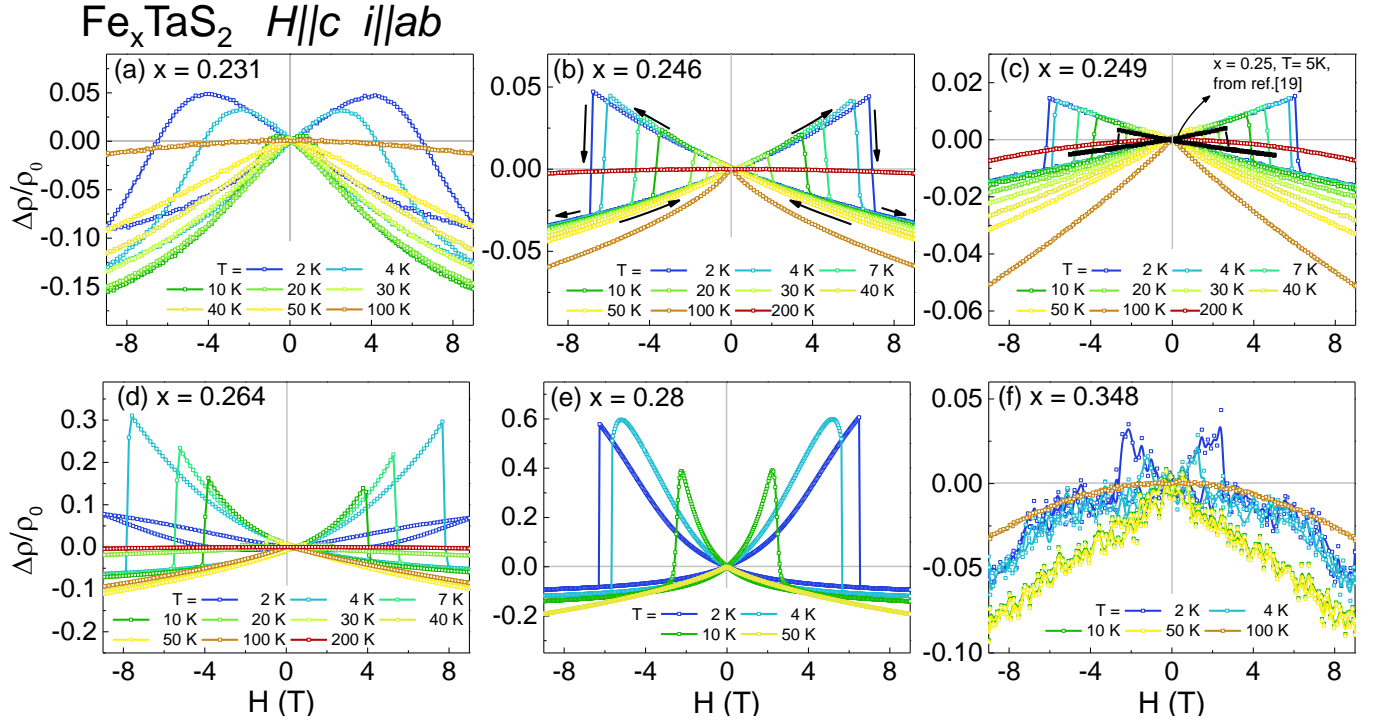 FeₓTaS₂ H||c i||ab
(a) x = 0.231
Δρ/ρ₀
0.05
0.00
-0.05
-0.10
-0.15
T = 2 K 4 K
10 K 20 K 30 K
40 K 50 K 100 K
-8 -4 0 4 8
(b) x = 0.246
0.05
0.00
-0.05
T = 2 K 4 K 7 K
10 K 20 K 30 K 40 K
50 K 100 K 200 K
-8 -4 0 4 8
(c) x = 0.249
x = 0.25, T= 5K,
from ref.[19]
0.02
0.00
-0.02
-0.04
-0.06
T = 2 K 4 K 7 K
10 K 20 K 30 K 40 K
50 K 100 K 200 K
-8 -4 0 4 8
(d) x = 0.264
Δρ/ρ₀
0.3
0.2
0.1
0.0
-0.1
-0.2
T = 2 K 4 K 7 K
10 K 20 K 30 K 40 K
50 K 100 K 200 K
-8 -4 0 4 8
H (T)
(e) x = 0.28
0.6
0.4
0.2
0.0
-0.2
T = 2 K 4 K
10 K 50 K
-8 -4 0 4 8
H (T)
(f) x = 0.348
0.05
0.00
-0.05
-0.10
T = 2 K 4 K
10 K 50 K 100 K
-8 -4 0 4 8
H (T)